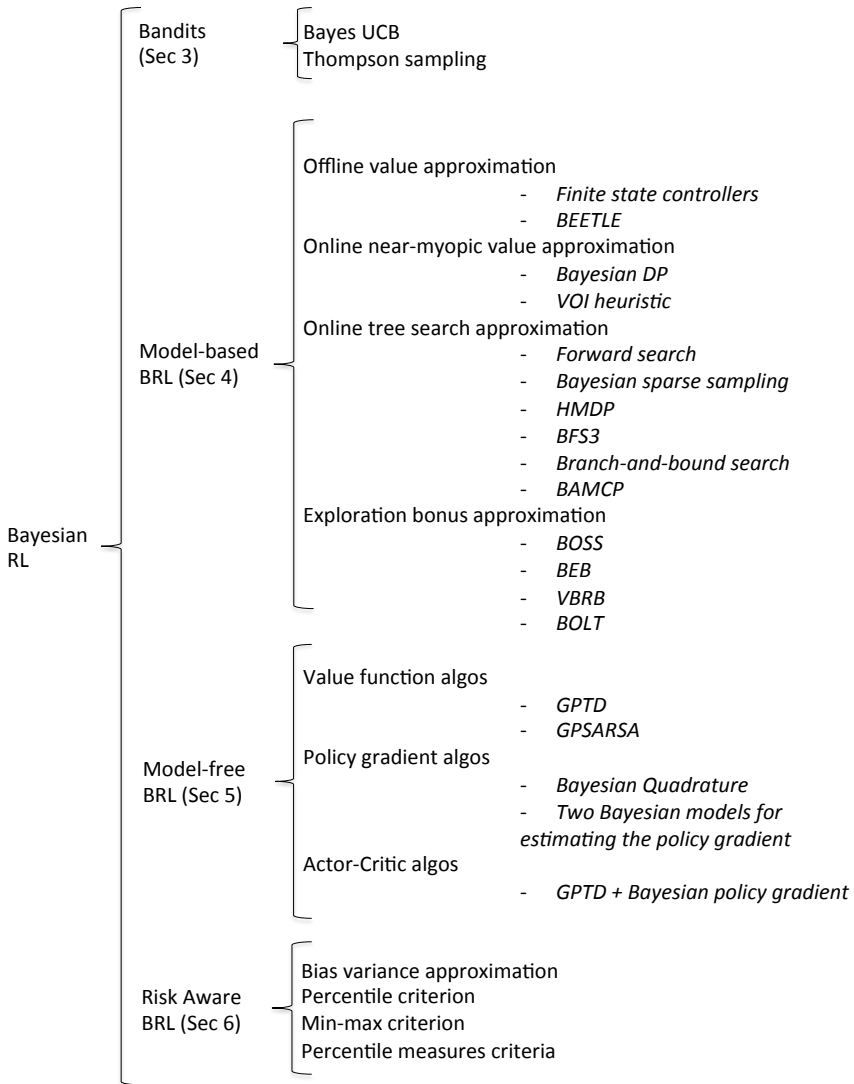 Bayesian
RL
Bandits
(Sec 3)
Bayes UCB
Thompson sampling
Model-based
BRL (Sec 4)
Offline value approximation
- Finite state controllers
- BEETLE
Online near-myopic value approximation
- Bayesian DP
- VOI heuristic
Online tree search approximation
- Forward search
- Bayesian sparse sampling
- HMDP
- BFS3
- Branch-and-bound search
- BAMCP
Exploration bonus approximation
- BOSS
- BEB
- VBRB
- BOLT
Model-free
BRL (Sec 5)
Value function algos
- GPTD
- GPSARSA
Policy gradient algos
- Bayesian Quadrature
- Two Bayesian models for
estimating the policy gradient
Actor-Critic algos
- GPTD + Bayesian policy gradient
Risk Aware
BRL (Sec 6)
Bias variance approximation
Percentile criterion
Min-max criterion
Percentile measures criteria